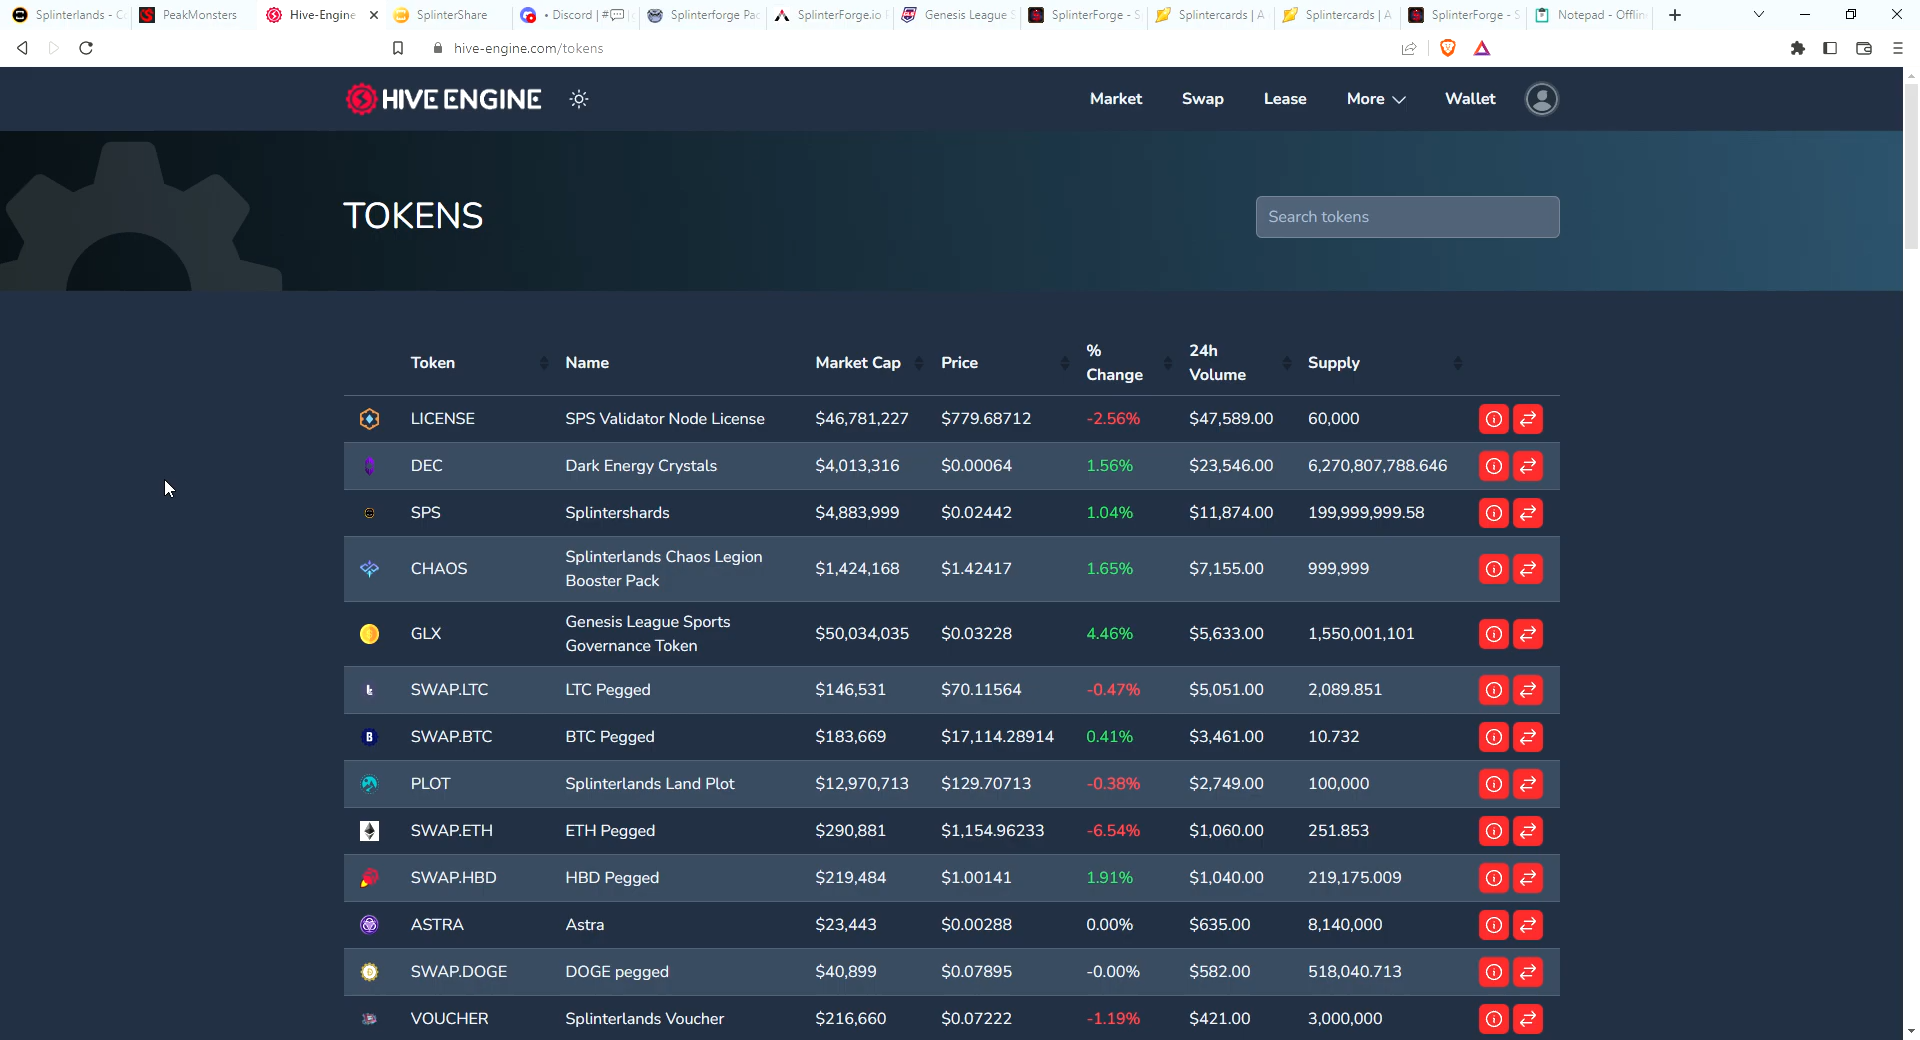 Splinterlands - C
PeakMonsters
Hive-Engine
SplinterShare
• Discord | #
Splinterforge Pac
SplinterForge.io
Genesis League S
SplinterForge - S
Splintercards | A
Splintercards | A
SplinterForge - S
Notepad - Offlin
hive-engine.com/tokens
HIVE ENGINE
Market Swap Lease More Wallet
TOKENS
Search tokens
Token Name Market Cap Price % Change 24h Volume Supply
LICENSE SPS Validator Node License $46,781,227 $779.68712 -2.56% $47,589.00 60,000
DEC Dark Energy Crystals $4,013,316 $0.00064 1.56% $23,546.00 6,270,807,788.646
SPS Splintershards $4,883,999 $0.02442 1.04% $11,874.00 199,999,999.58
CHAOS Splinterlands Chaos Legion Booster Pack $1,424,168 $1.42417 1.65% $7,155.00 999,999
GLX Genesis League Sports Governance Token $50,034,035 $0.03228 4.46% $5,633.00 1,550,001,101
SWAP.LTC LTC Pegged $146,531 $70.11564 -0.47% $5,051.00 2,089.851
SWAP.BTC BTC Pegged $183,669 $17,114.28914 0.41% $3,461.00 10.732
PLOT Splinterlands Land Plot $12,970,713 $129.70713 -0.38% $2,749.00 100,000
SWAP.ETH ETH Pegged $290,881 $1,154.96233 -6.54% $1,060.00 251.853
SWAP.HBD HBD Pegged $219,484 $1.00141 1.91% $1,040.00 219,175.009
ASTRA Astra $23,443 $0.00288 0.00% $635.00 8,140,000
SWAP.DOGE DOGE pegged $40,899 $0.07895 -0.00% $582.00 518,040.713
VOUCHER Splinterlands Voucher $216,660 $0.07222 -1.19% $421.00 3,000,000